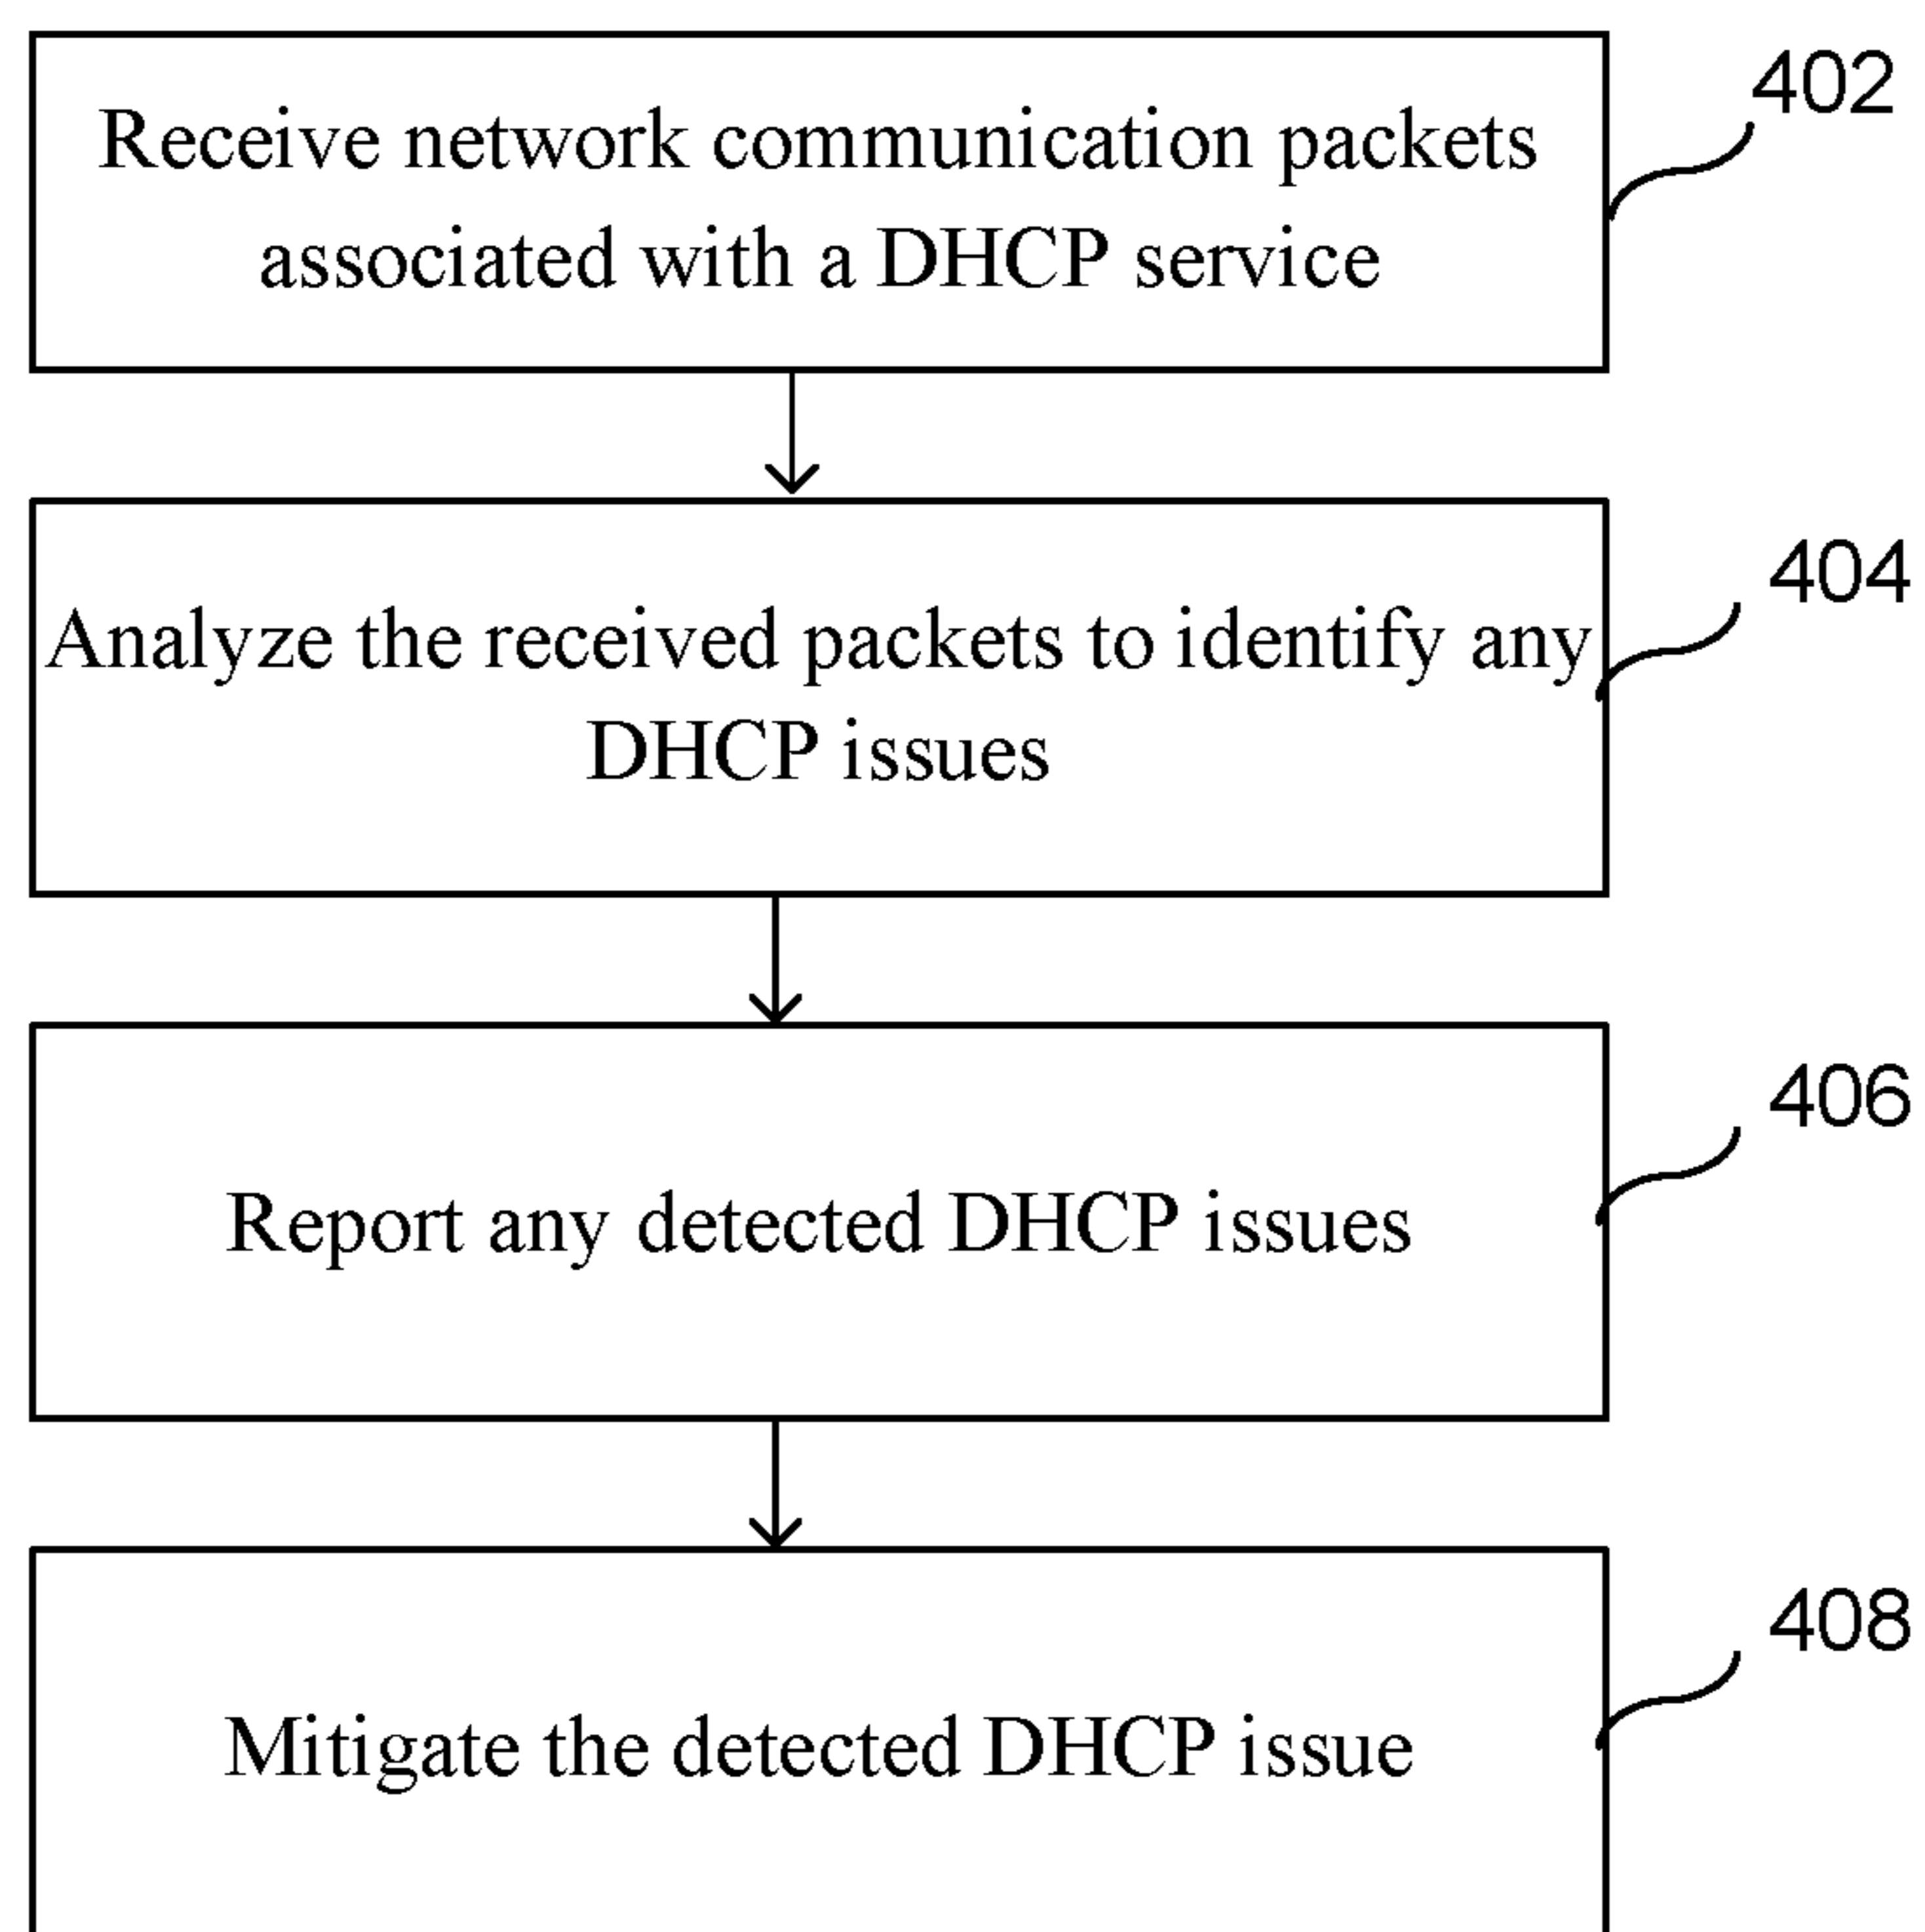 402
Receive network communication packets
associated with a DHCP service
404
Analyze the received packets to identify any
DHCP issues
406
Report any detected DHCP issues
408
Mitigate the detected DHCP issue